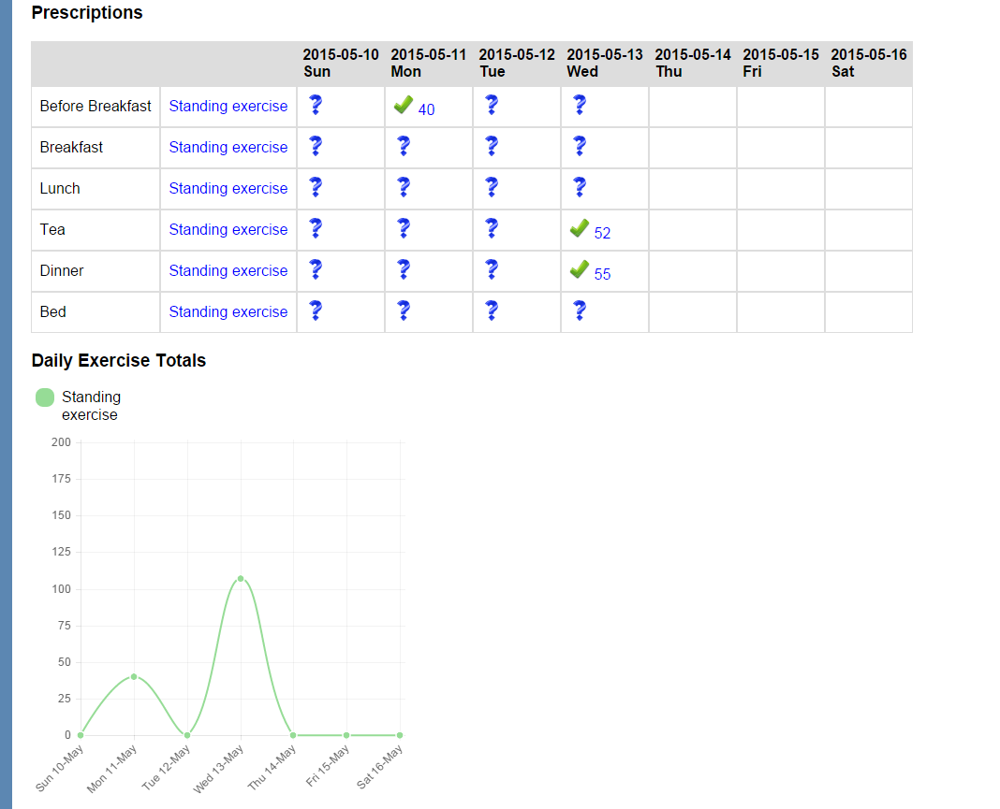 Prescriptions
2015-05-10 2015-05-11 2015-05-12 2015-05-13 2015-05-14 2015-05-15 2015-05-16
Sun Mon Tue Wed Thu Fri Sat
Before Breakfast Standing exercise ? 40 ? ?
Breakfast Standing exercise ? ? ? ?
Lunch Standing exercise ? ? ? ?
Tea Standing exercise ? ? ? 52
Dinner Standing exercise ? ? ? 55
Bed Standing exercise ? ? ? ?
Daily Exercise Totals
Standing
exercise
200
175
150
125
100
75
50
25
0
Sun 10-May Mon 11-May Tue 12-May Wed 13-May Thu 14-May Fri 15-May Sat 16-May